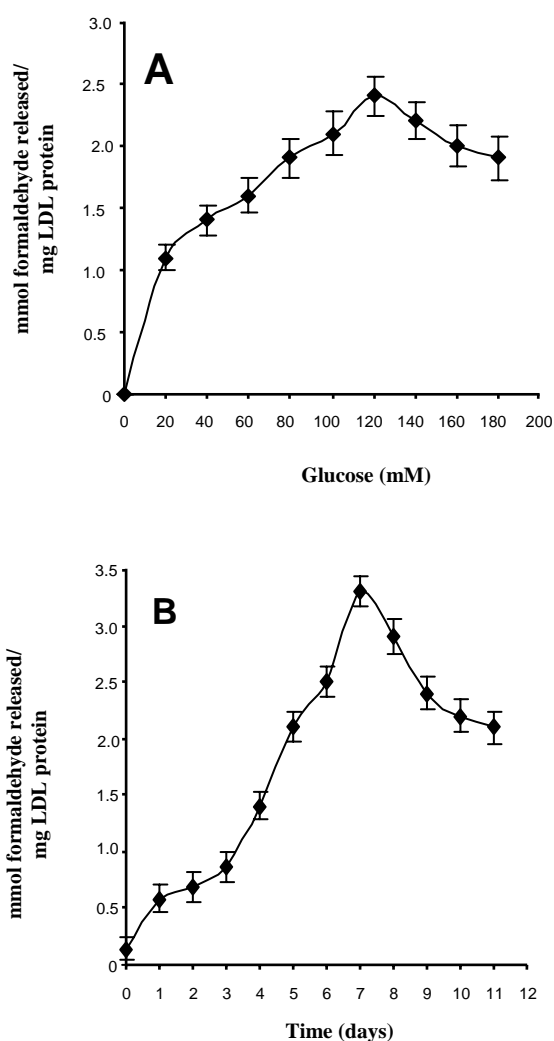 A
mmol formaldehyde released/
mg LDL protein
3.0
2.5
2.0
1.5
1.0
0.5
0
0 20 40 60 80 100 120 140 160 180 200
Glucose (mM)
B
mmol formaldehyde released/
mg LDL protein
3.5
3.0
2.5
2.0
1.5
1.0
0.5
0
0 1 2 3 4 5 6 7 8 9 10 11 12
Time (days)